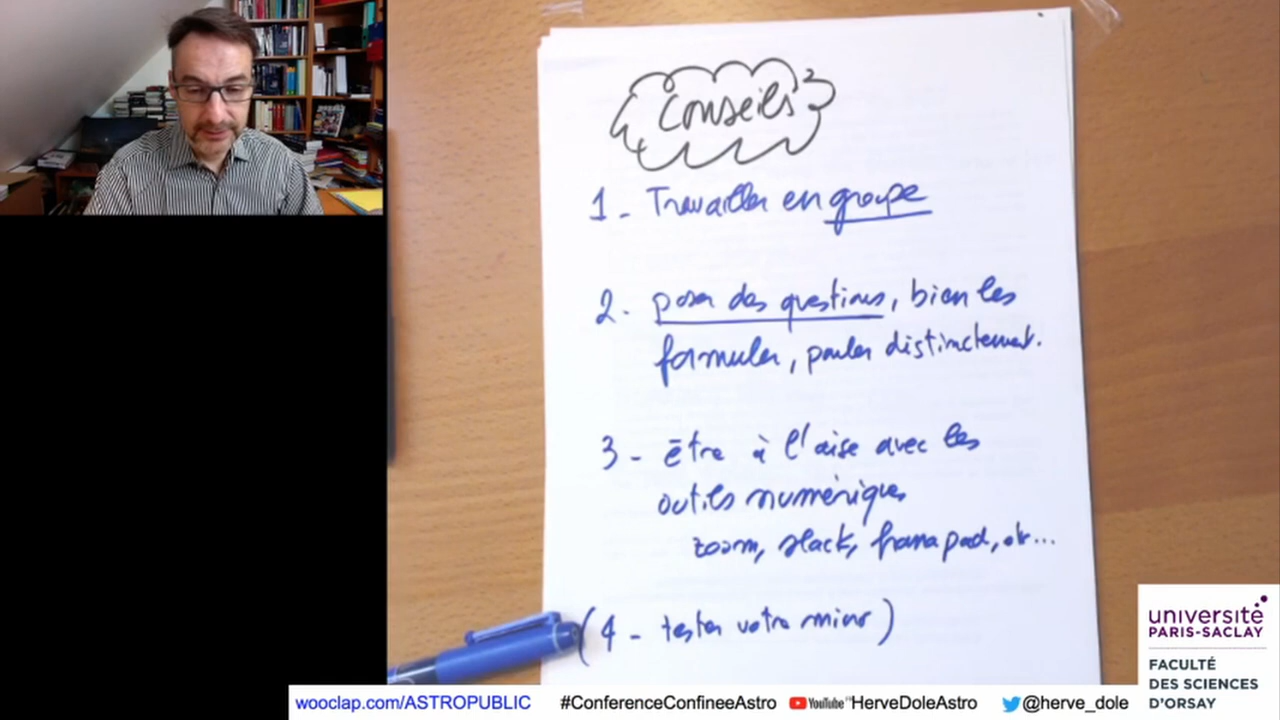 Conseils
1 - Travailler en groupe
2. poser des questions, bien les
formuler, parler distinctement.
3 - être à l'aise avec les
outils numériques
zoom, slack, framapad, etc...
(4 - tester votre micro)
université
PARIS-SACLAY
FACULTÉ
DES SCIENCES
D'ORSAY
wooclap.com/ASTROPUBLIC #ConferenceConfineeAstro YouTube HerveDoleAstro @herve_dole